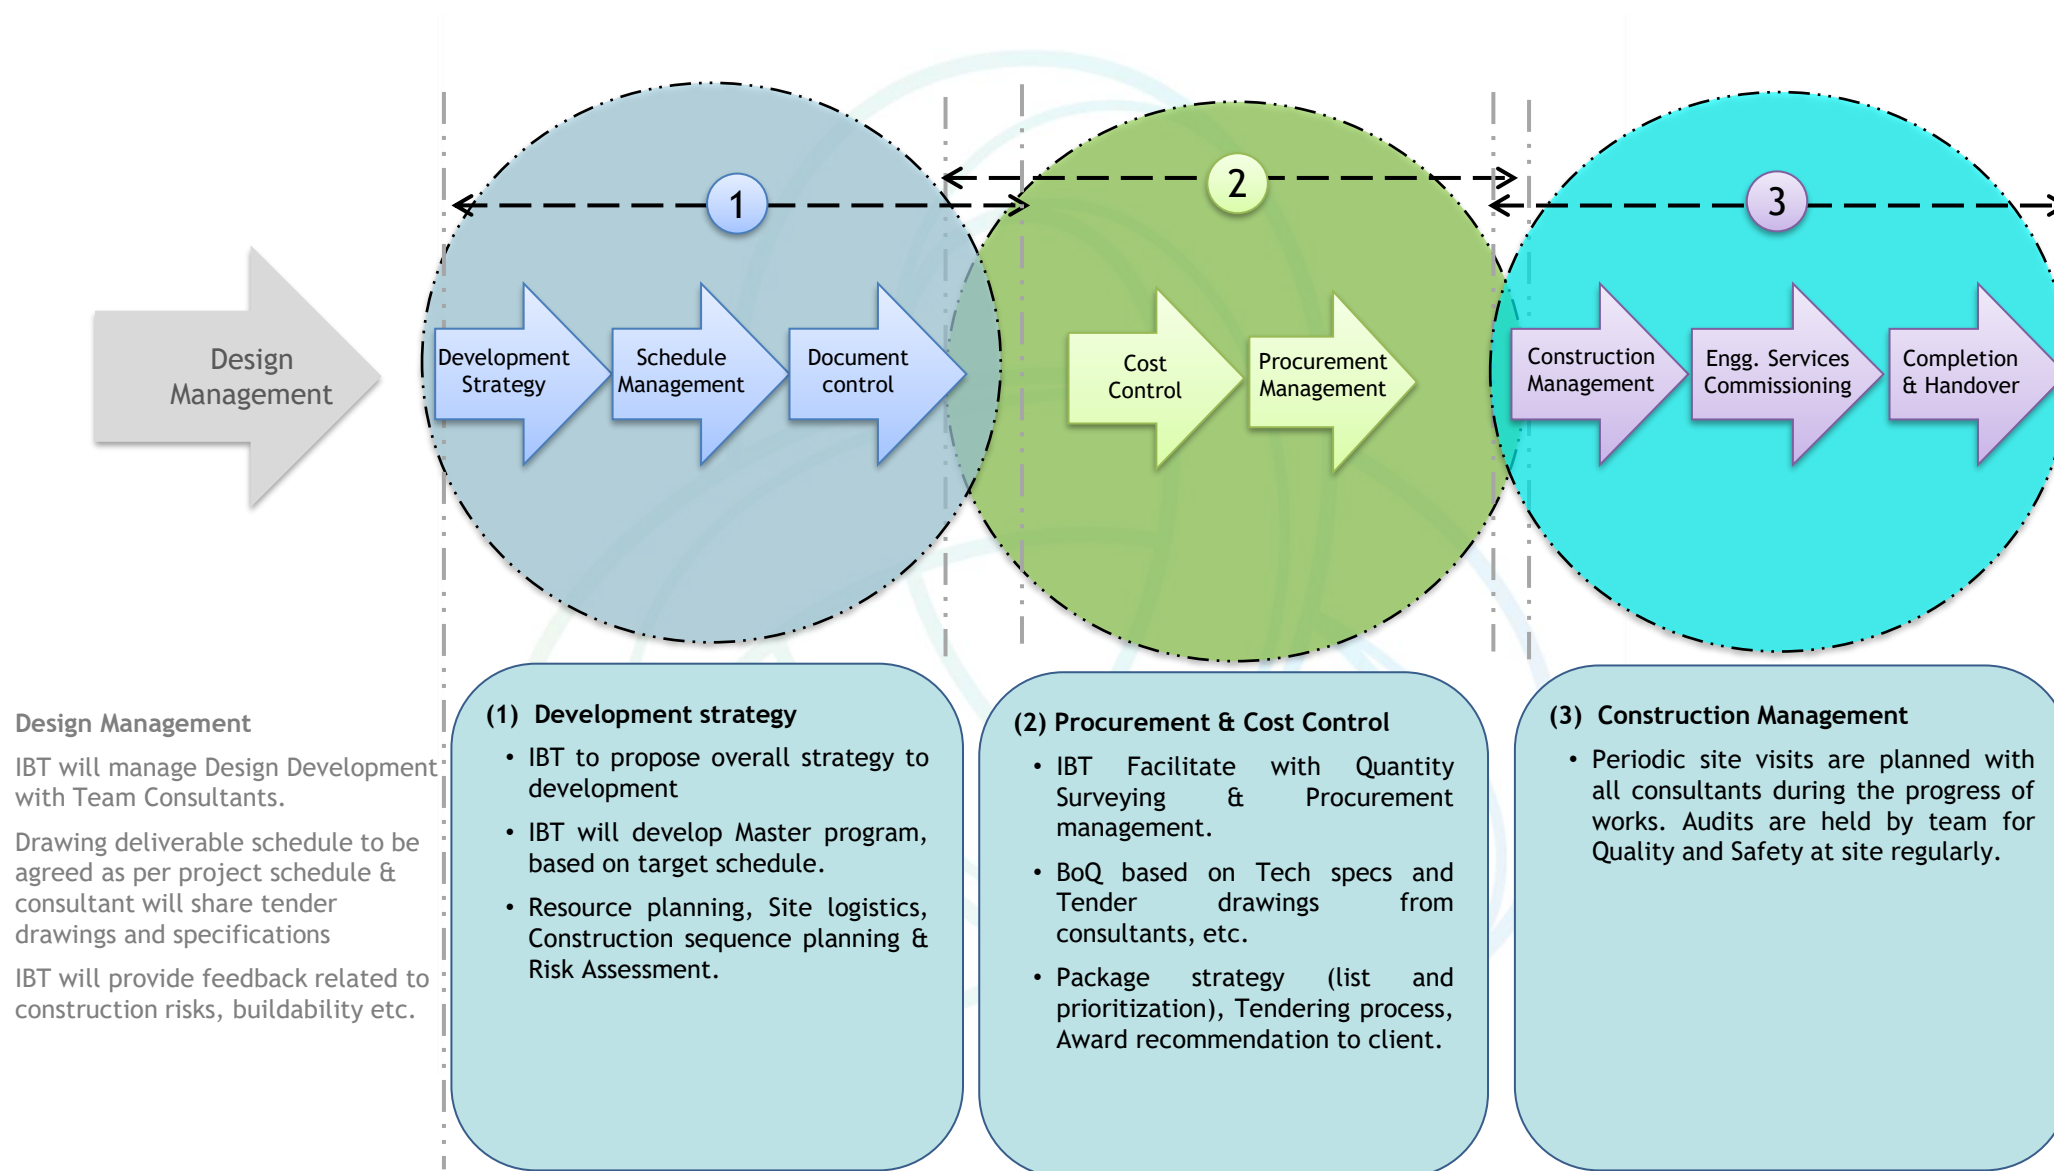 1
2
3
Design
Management
Development
Strategy
Schedule
Management
Document
control
Cost
Control
Procurement
Management
Construction
Management
Engg. Services
Commissioning
Completion
& Handover
Design Management
IBT will manage Design Development
with Team Consultants.
Drawing deliverable schedule to be
agreed as per project schedule &
consultant will share tender
drawings and specifications
IBT will provide feedback related to
construction risks, buildability etc.
(1) Development strategy
• IBT to propose overall strategy to
development
• IBT will develop Master program,
based on target schedule.
• Resource planning, Site logistics,
Construction sequence planning &
Risk Assessment.
(2) Procurement & Cost Control
• IBT Facilitate with Quantity
Surveying & Procurement
management.
• BoQ based on Tech specs and
Tender drawings from
consultants, etc.
• Package strategy (list and
prioritization), Tendering process,
Award recommendation to client.
(3) Construction Management
• Periodic site visits are planned with
all consultants during the progress of
works. Audits are held by team for
Quality and Safety at site regularly.